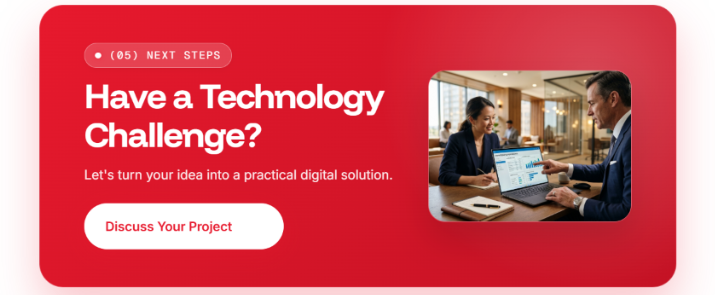 (05) NEXT STEPS
Have a Technology
Challenge?
Let's turn your idea into a practical digital solution.
Discuss Your Project